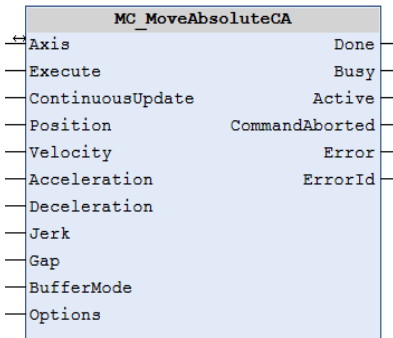 MC_MoveAbsoluteCA
Axis Done
Execute Busy
ContinuousUpdate Active
Position CommandAborted
Velocity Error
Acceleration ErrorId
Deceleration
Jerk
Gap
BufferMode
Options